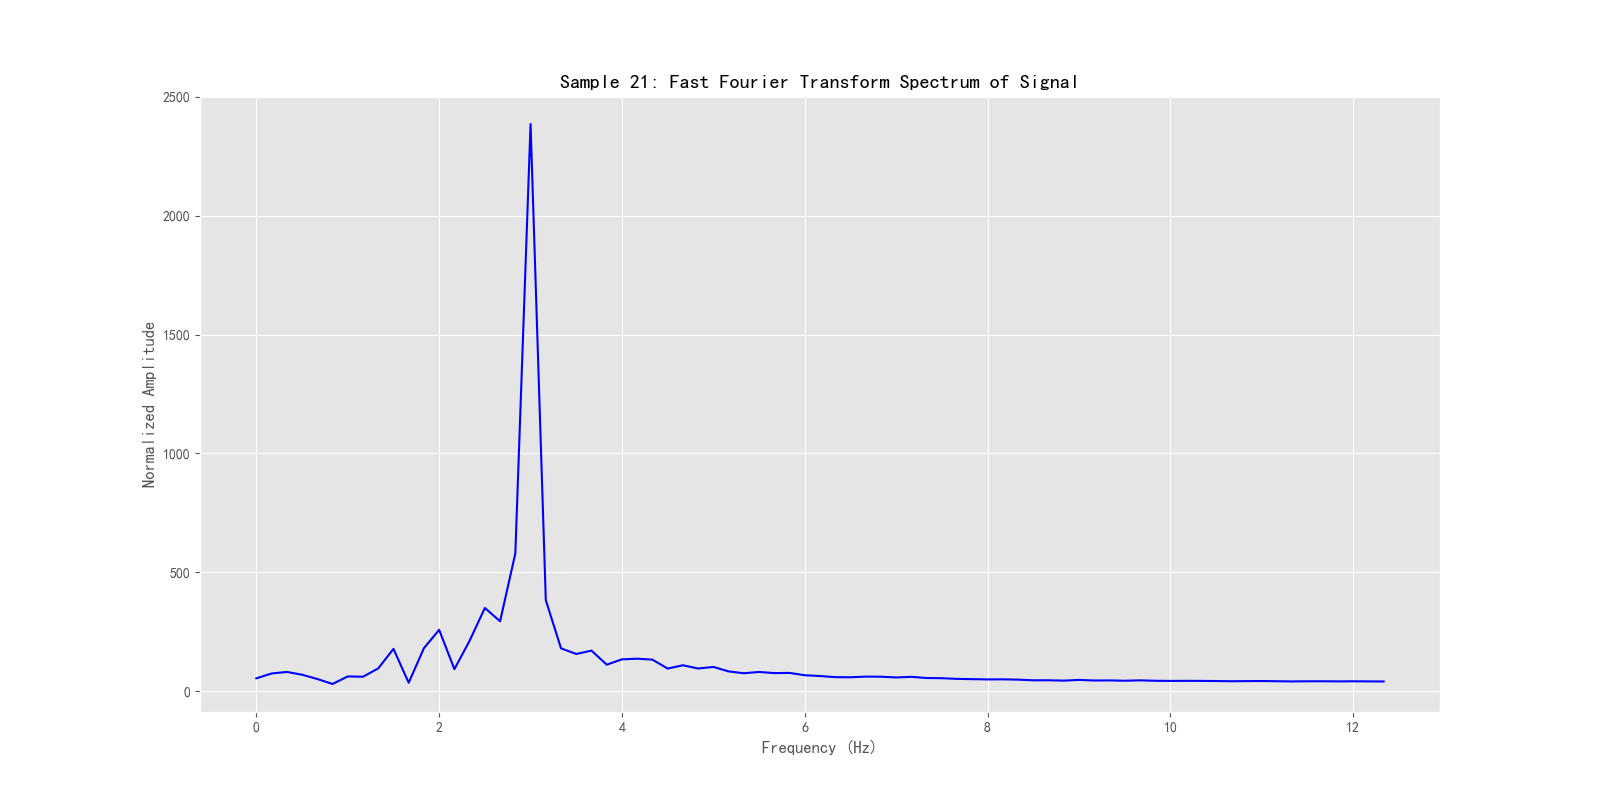 Sample 21: Fast Fourier Transform Spectrum of Signal
2500
2000
1500
1000
500
0
Normalized Amplitude
0 2 4 6 8 10 12
Frequency (Hz)